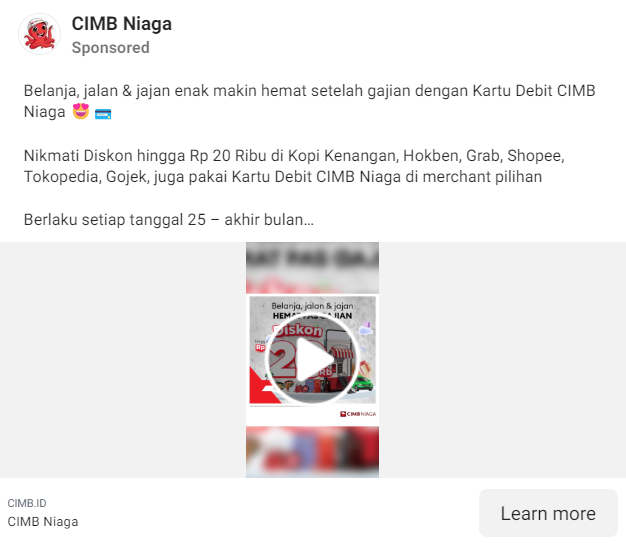 CIMB Niaga
Sponsored
Belanja, jalan & jajan enak makin hemat setelah gajian dengan Kartu Debit CIMB
Niaga 😍 💳
Nikmati Diskon hingga Rp 20 Ribu di Kopi Kenangan, Hokben, Grab, Shopee,
Tokopedia, Gojek, juga pakai Kartu Debit CIMB Niaga di merchant pilihan
Berlaku setiap tanggal 25 – akhir bulan...
Belanja, jalan & jajan
HEMAT PAS GAJIAN
Diskon
CIMB NIAGA
CIMB.ID
CIMB Niaga
Learn more